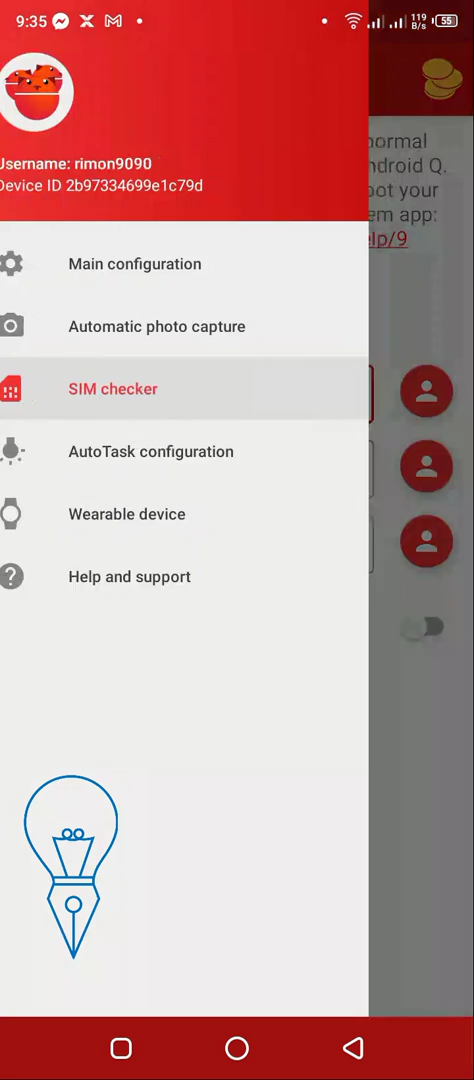 9:35
119
B/s
55
Username: rimon9090
Device ID 2b97334699e1c79d
normal
ndroid Q.
oot your
em app:
elp/9
Main configuration
Automatic photo capture
SIM checker
AutoTask configuration
Wearable device
Help and support